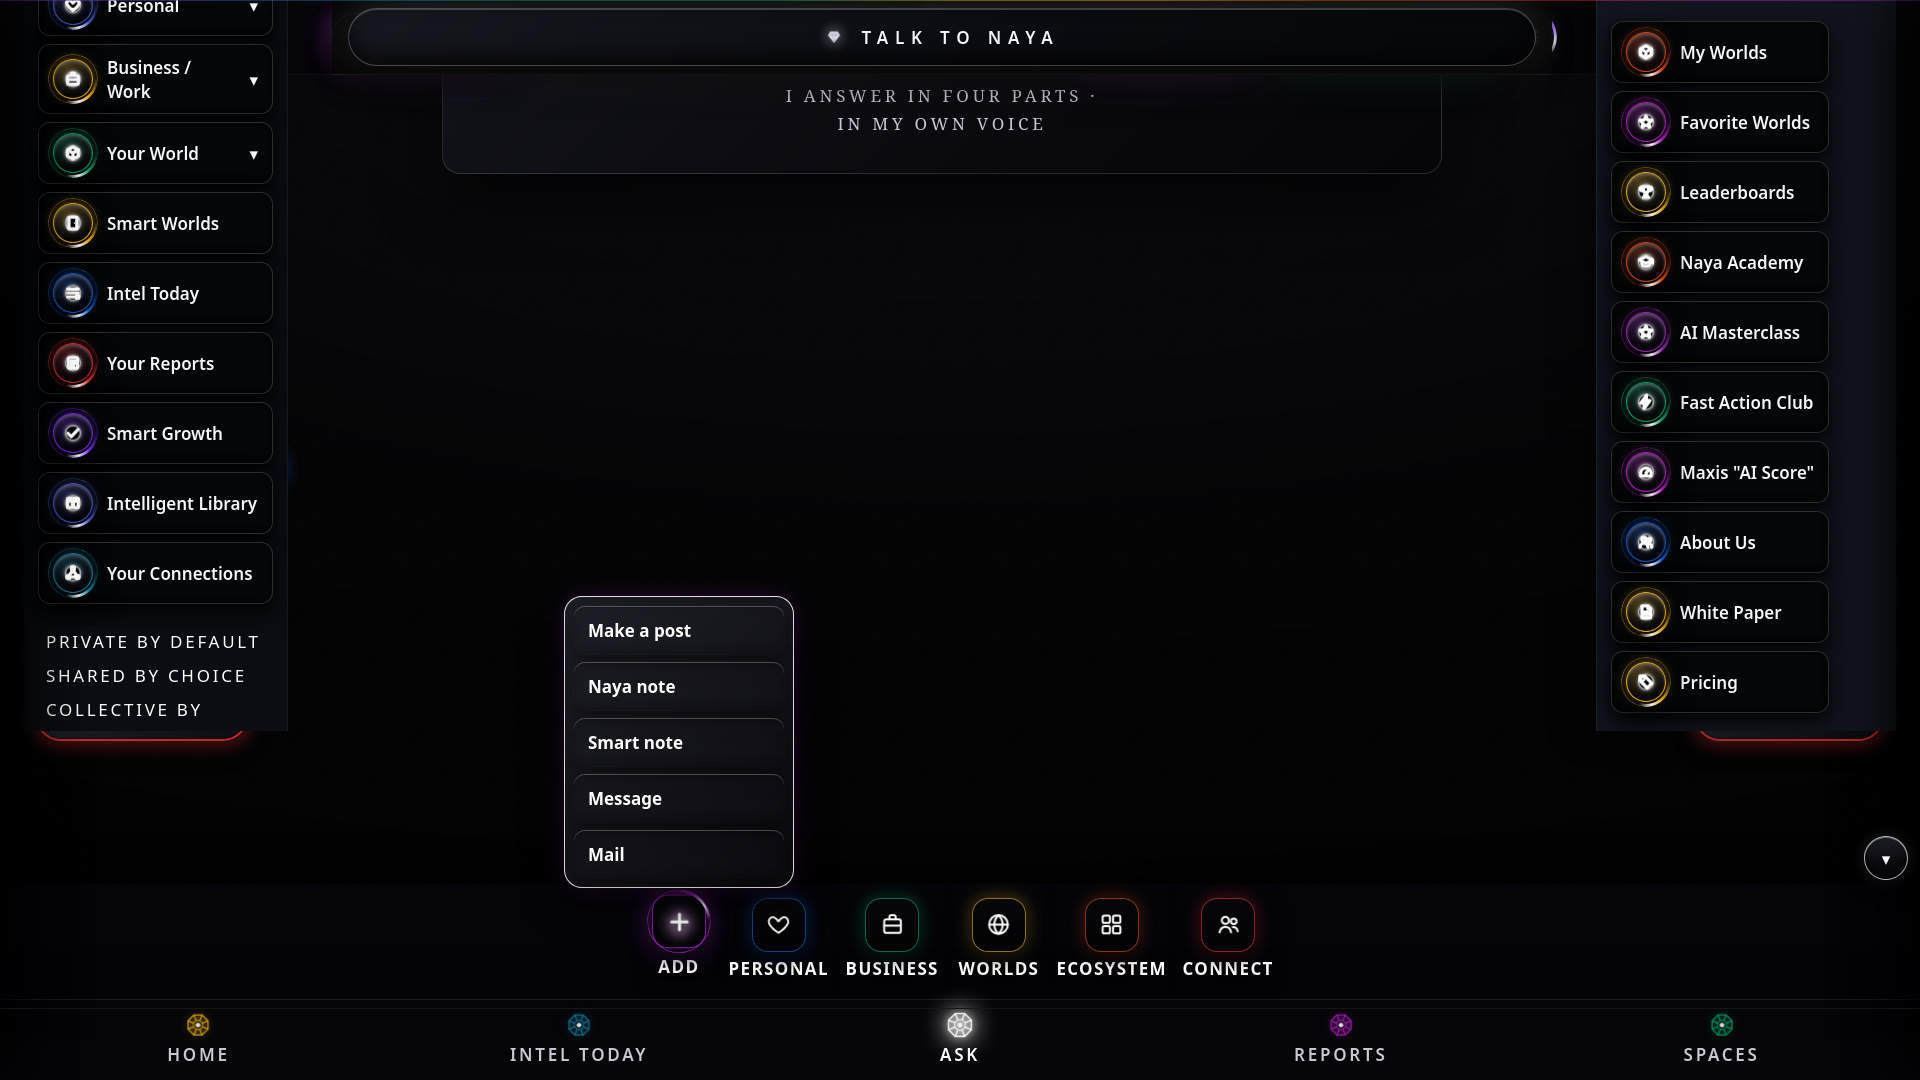 Personal
Business /
Work
Your World
Smart Worlds
Intel Today
Your Reports
Smart Growth
Intelligent Library
Your Connections
PRIVATE BY DEFAULT
SHARED BY CHOICE
COLLECTIVE BY
TALK TO NAYA
I ANSWER IN FOUR PARTS ·
IN MY OWN VOICE
My Worlds
Favorite Worlds
Leaderboards
Naya Academy
AI Masterclass
Fast Action Club
Maxis "AI Score"
About Us
White Paper
Pricing
Make a post
Naya note
Smart note
Message
Mail
ADD
PERSONAL
BUSINESS
WORLDS
ECOSYSTEM
CONNECT
HOME
INTEL TODAY
ASK
REPORTS
SPACES